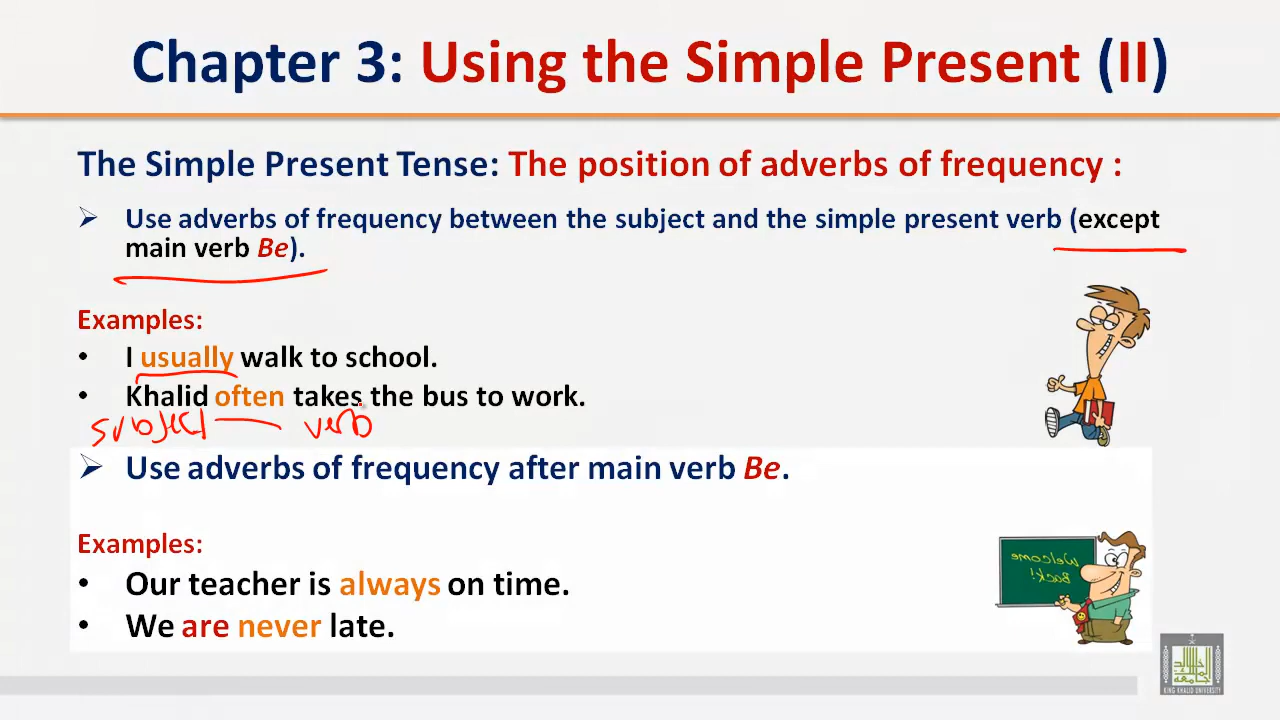 Chapter 3: Using the Simple Present (II)
The Simple Present Tense: The position of adverbs of frequency :
➢ Use adverbs of frequency between the subject and the simple present verb (except
main verb Be).
Examples:
• I usually walk to school.
• Khalid often takes the bus to work.
subject verb
➢ Use adverbs of frequency after main verb Be.
Examples:
• Our teacher is always on time.
Welcome
Back!
• We are never late.
KING KHALID UNIVERSITY